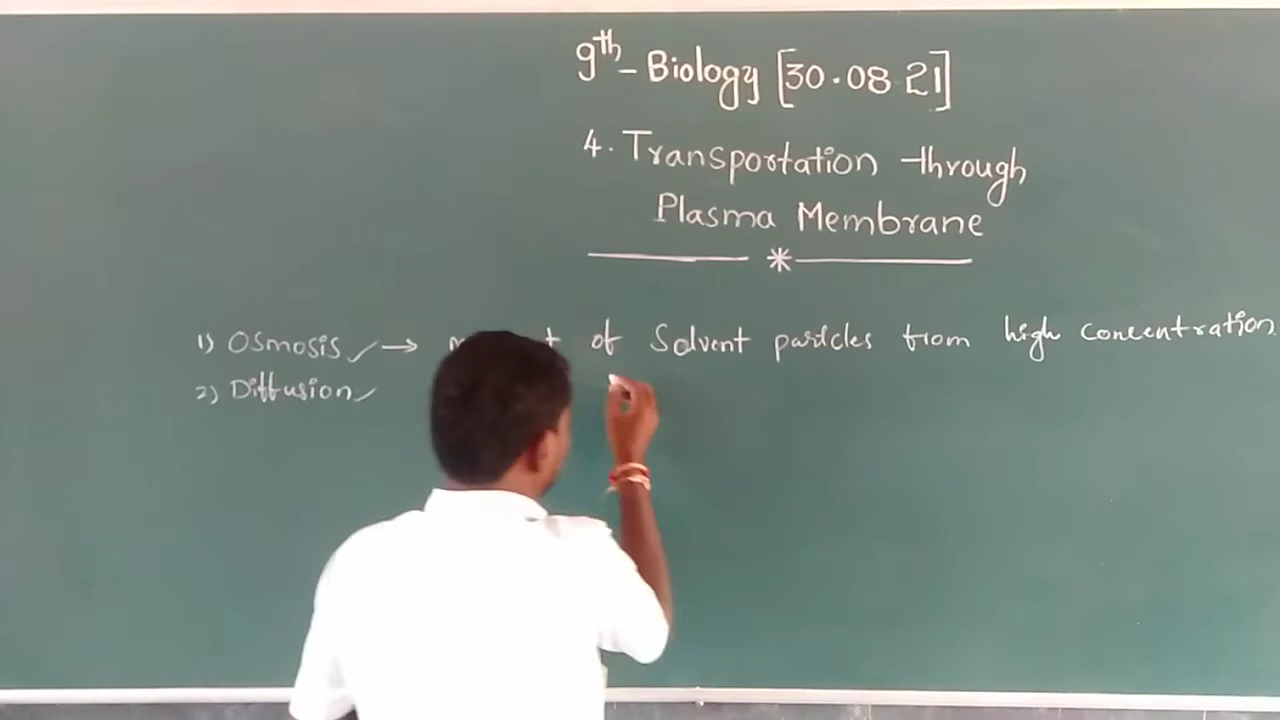 9th - Biology [30.08 21]
4. Transportation through
Plasma Membrane
1) Osmosis ✓ → of Solvent particles from high concentration
2) Diffusion ✓